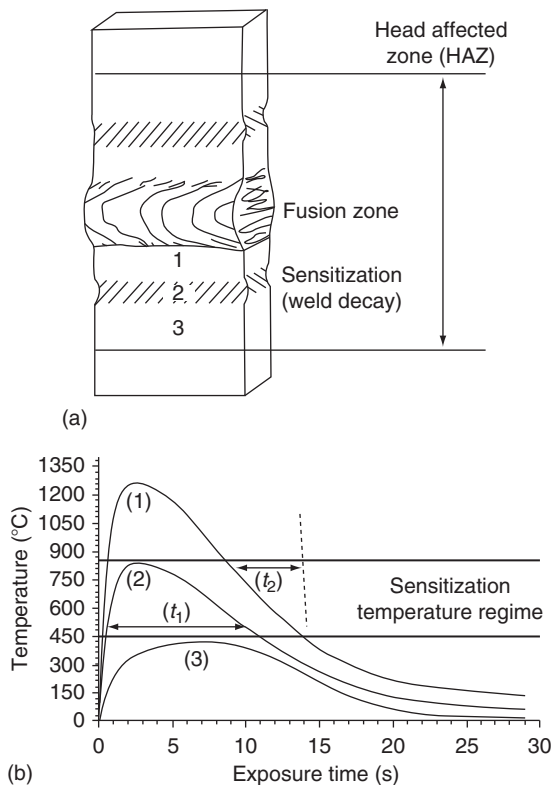 Head affected
zone (HAZ)
Fusion zone
1
Sensitization
(weld decay)
2
3
(a)
1350
1200
1050
900
750
600
450
300
150
0
Temperature (°C)
(1)
(2)
(t2)
(t1)
(3)
Sensitization
temperature regime
0 5 10 15 20 25 30
Exposure time (s)
(b)